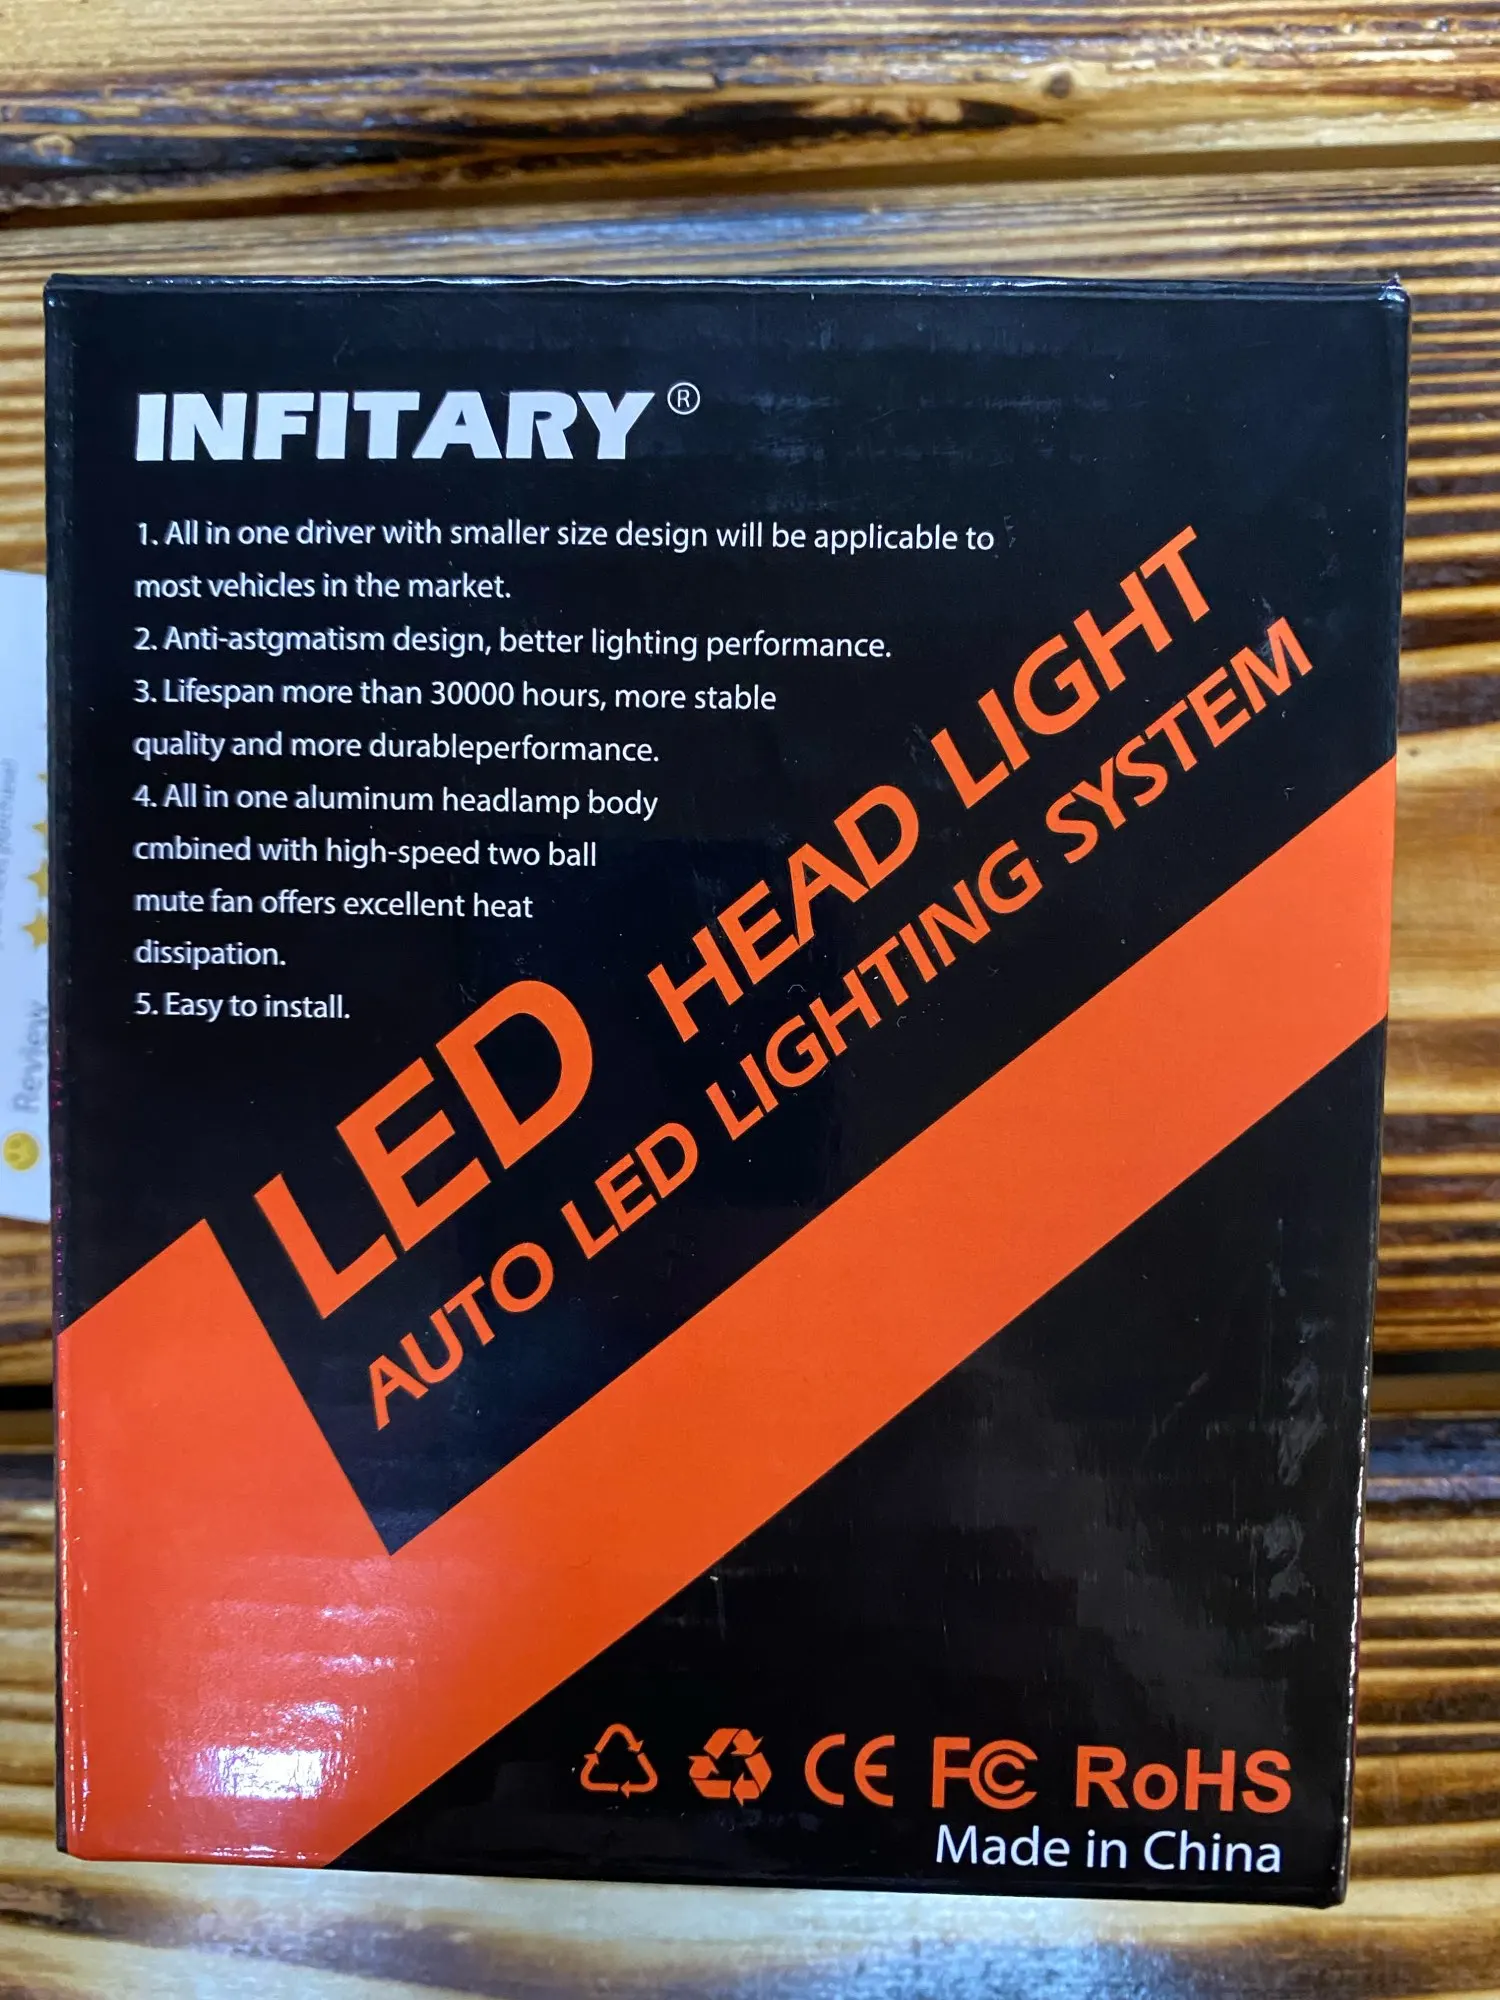 INFITARY®
1. All in one driver with smaller size design will be applicable to
most vehicles in the market.
2. Anti-astgmatism design, better lighting performance.
3. Lifespan more than 30000 hours, more stable
quality and more durableperformance.
4. All in one aluminum headlamp body
cmbined with high-speed two ball
mute fan offers excellent heat
dissipation.
5. Easy to install.
LED HEAD LIGHT
AUTO LED LIGHTING SYSTEM
CE FC RoHS
Made in China
Review